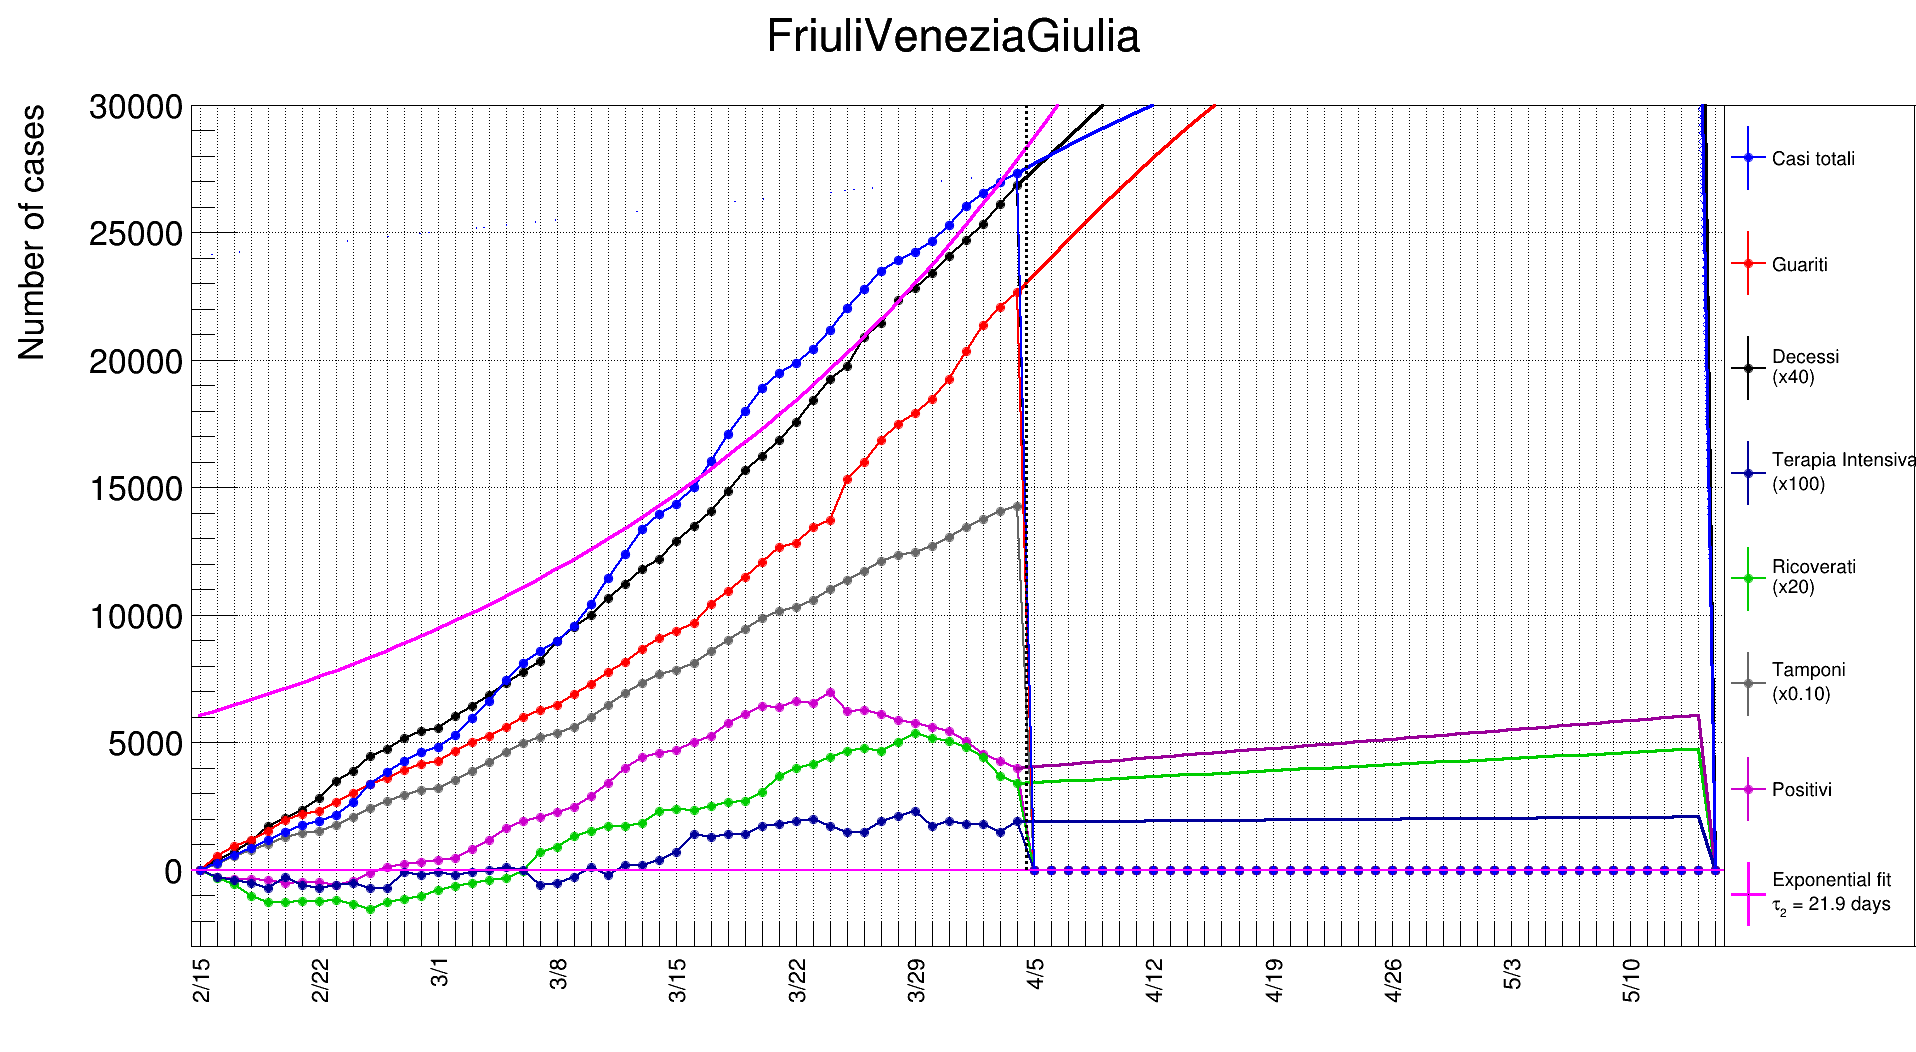 FriuliVeneziaGiulia
Number of cases
30000
25000
20000
15000
10000
5000
0
2/15
2/22
3/1
3/8
3/15
3/22
3/29
4/5
4/12
4/19
4/26
5/3
5/10
Casi totali
Guariti
Decessi
(x40)
Terapia Intensiva
(x100)
Ricoverati
(x20)
Tamponi
(x0.10)
Positivi
Exponential fit
τ2 = 21.9 days